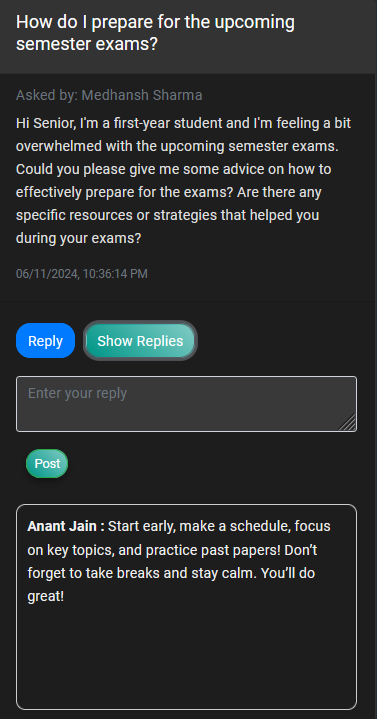 How do I prepare for the upcoming
semester exams?
Asked by: Medhansh Sharma
Hi Senior, I'm a first-year student and I'm feeling a bit
overwhelmed with the upcoming semester exams.
Could you please give me some advice on how to
effectively prepare for the exams? Are there any
specific resources or strategies that helped you
during your exams?
06/11/2024, 10:36:14 PM
Reply
Show Replies
Enter your reply
Post
Anant Jain : Start early, make a schedule, focus
on key topics, and practice past papers! Don’t
forget to take breaks and stay calm. You’ll do
great!